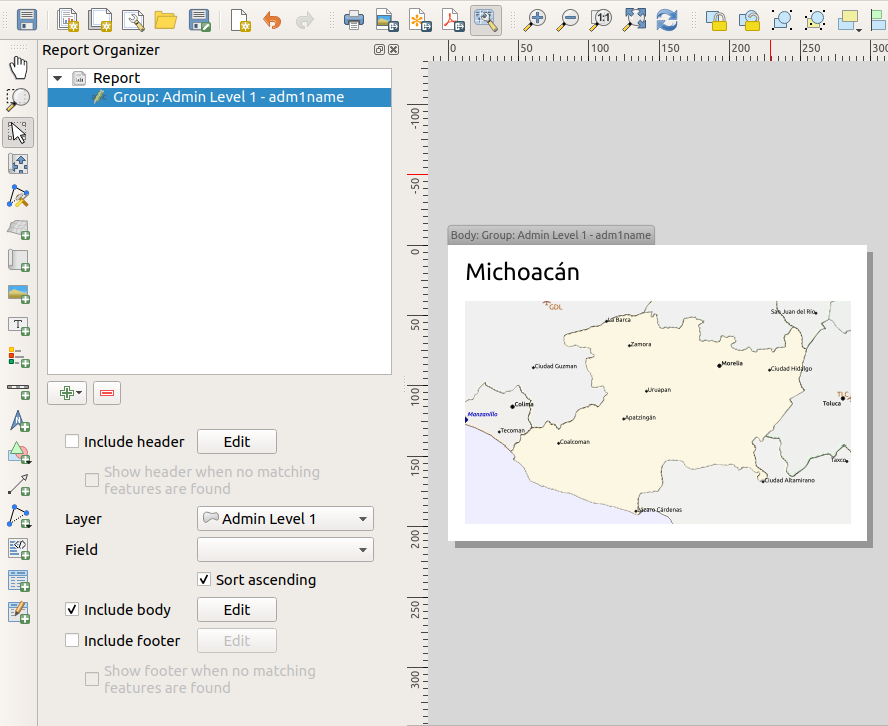 Report Organizer
Report
Group: Admin Level 1 - adm1name
Include header
Edit
Show header when no matching
features are found
Layer
Admin Level 1
Field
Sort ascending
Include body
Edit
Include footer
Edit
Show footer when no matching
features are found
0 50 100 150 200 250 300
-100
-50
0
50
100
150
200
250
300
Body: Group: Admin Level 1 - adm1name
Michoacán
GDL
La Barca
San Juan del Río
Zamora
Ciudad Guzman
Morelia
Ciudad Hidalgo
Uruapan
TLC
Colima
Toluca
Manzanillo
Apatzingán
Tecoman
Coalcoman
Taxco
Ciudad Altamirano
Lázaro Cárdenas